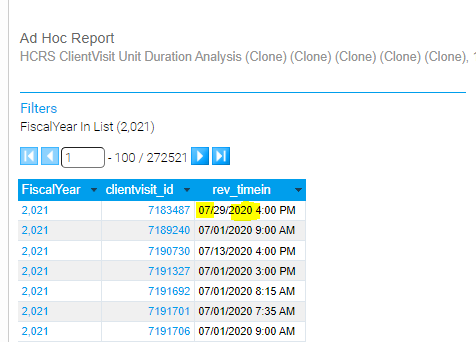 Ad Hoc Report
HCRS ClientVisit Unit Duration Analysis (Clone) (Clone) (Clone) (Clone) (Clone), 1
Filters
FiscalYear In List (2,021)
1 - 100 / 272521
FiscalYear clientvisit_id rev_timein
2,021 7183487 07/29/2020 4:00 PM
2,021 7189240 07/01/2020 9:00 AM
2,021 7190730 07/13/2020 4:00 PM
2,021 7191327 07/01/2020 3:00 PM
2,021 7191692 07/01/2020 8:15 AM
2,021 7191701 07/01/2020 7:35 AM
2,021 7191706 07/01/2020 9:00 AM